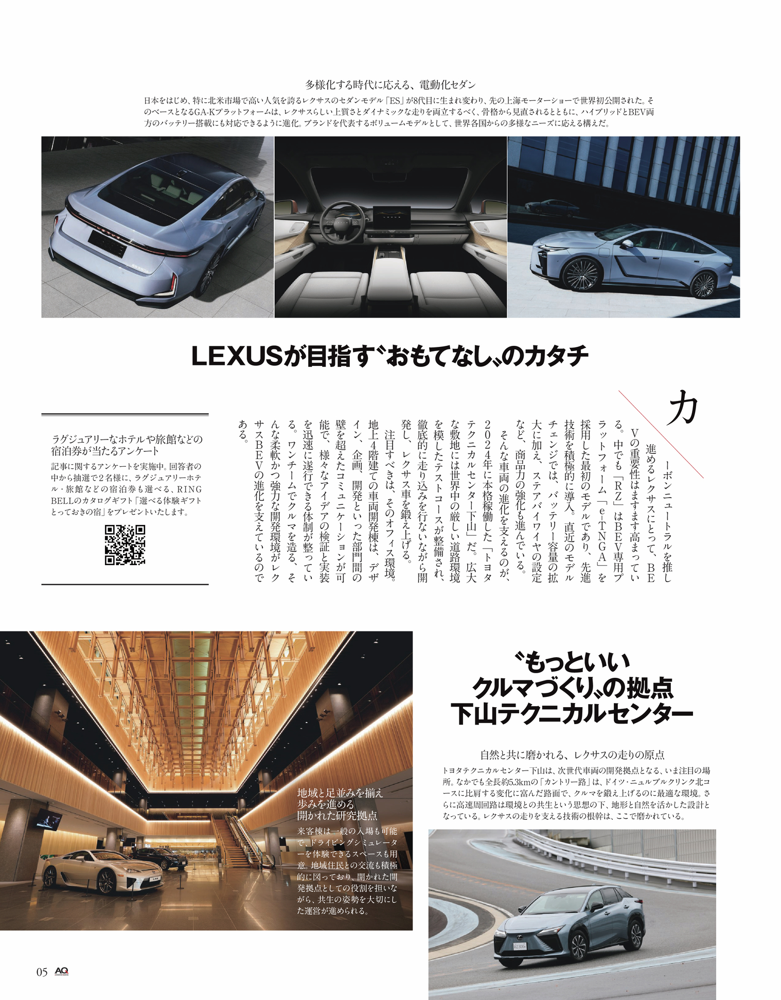 多様化する時代に応える、電動化セダン
日本をはじめ、特に北米市場で高い人気を誇るレクサスのセダンモデル「ES」が8代目に生まれ変わり、先の上海モーターショーで世界初公開された。そ
のベースとなるGA-Kプラットフォームは、レクサスらしい上質さとダイナミックな走りを両立するべく、骨格から見直されるとともに、ハイブリッドとBEV両
方のバッテリー搭載にも対応できるように進化。ブランドを代表するボリュームモデルとして、世界各国からの多様なニーズに応える構えだ。
LEXUS
LEXUS
LEXUSが目指す〝おもてなし〟のカタチ
カ
ーボンニュートラルを推し
進めるレクサスにとって、BE
Vの重要性はますます高まってい
る。中でも「RZ」はBEV専用プ
ラットフォーム「e-TNGA」を
採用した最初のモデルであり、先進
技術を積極的に導入。直近のモデル
チェンジでは、バッテリー容量の拡
大に加え、ステアバイワイヤの設定
など、商品力の強化も進んでいる。
そんな車両の進化を支えるのが、
2024年に本格稼働した「トヨタ
テクニカルセンター下山」だ。広大
な敷地には世界中の厳しい道路環境
を模したテストコースが整備され、
徹底的に走り込みを行ないながら開
発し、レクサス車を鍛え上げる。
注目すべきは、そのオフィス環境。
地上4階建ての車両開発棟は、デザ
イン、企画、開発といった部門間の
壁を超えたコミュニケーションが可
能で、様々なアイデアの検証と実装
を迅速に遂行できる体制が整ってい
る。ワンチームでクルマを造る、そ
んな柔軟かつ強力な開発環境がレク
サスBEVの進化を支えているので
ある。
ラグジュアリーなホテルや旅館などの
宿泊券が当たるアンケート
記事に関するアンケートを実施中。回答者の
中から抽選で2名様に、ラグジュアリーホテ
ル・旅館などの宿泊券も選べる、RING
BELLのカタログギフト「選べる体験ギフト
とっておきの宿」をプレゼントいたします。
地域と足並みを揃え
歩みを進める
開かれた研究拠点
来客棟は一般の入場も可能
で、ドライビングシミュレータ
ーを体験できるスペースも用
意。地域住民との交流も積極
的に図っており、開かれた開
発拠点としての役割を担いな
がら、共生の姿勢を大切にし
た運営が進められる。
〝もっといい
クルマづくり〟の拠点
下山テクニカルセンター
自然と共に磨かれる、レクサスの走りの原点
トヨタテクニカルセンター下山は、次世代車両の開発拠点となる、いま注目の場
所。なかでも全長約5.3kmの「カントリー路」は、ドイツ・ニュルブルクリンク北コ
ースに比肩する変化に富んだ路面で、クルマを鍛え上げるのに最適な環境。さ
らに高速周回路は環境との共生という思想の下、地形と自然を活かした設計と
なっている。レクサスの走りを支える技術の根幹は、ここで磨かれている。
RZ300e
05 AQ